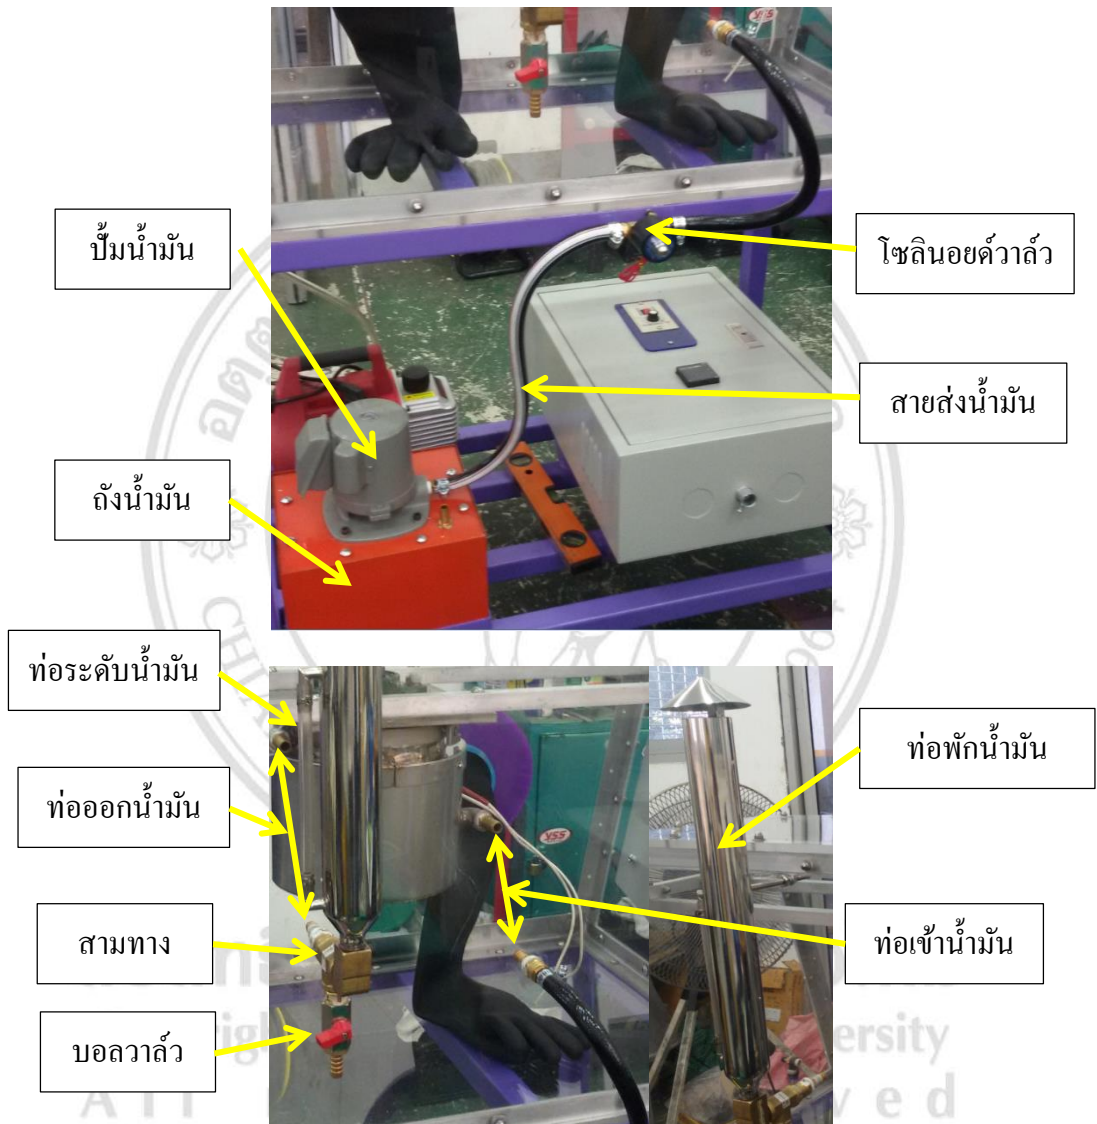 ปั้มน้ำมัน
โซลินอยด์วาล์ว
สายส่งน้ำมัน
ถังน้ำมัน
ท่อระดับน้ำมัน
ท่อพักน้ำมัน
ท่อออกน้ำมัน
สามทาง
ท่อเข้าน้ำมัน
บอลวาล์ว
YSS
YSS